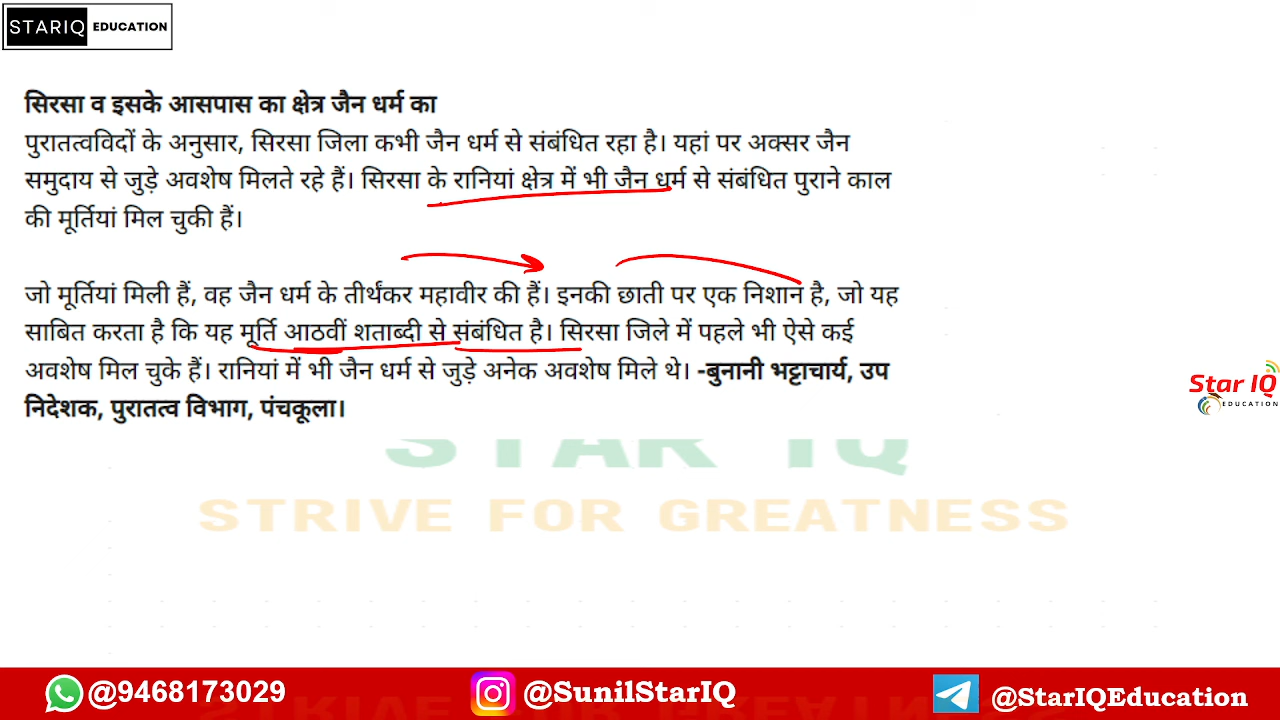 STARIQ EDUCATION
सिरसा व इसके आसपास का क्षेत्र जैन धर्म का
पुरातत्वविदों के अनुसार, सिरसा जिला कभी जैन धर्म से संबंधित रहा है। यहां पर अक्सर जैन
समुदाय से जुड़े अवशेष मिलते रहे हैं। सिरसा के रानियां क्षेत्र में भी जैन धर्म से संबंधित पुराने काल
की मूर्तियां मिल चुकी हैं।
जो मूर्तियां मिली हैं, वह जैन धर्म के तीर्थंकर महावीर की हैं। इनकी छाती पर एक निशान है, जो यह
साबित करता है कि यह मूर्ति आठवीं शताब्दी से संबंधित है। सिरसा जिले में पहले भी ऐसे कई
अवशेष मिल चुके हैं। रानियां में भी जैन धर्म से जुड़े अनेक अवशेष मिले थे। -बुनानी भट्टाचार्य, उप
निदेशक, पुरातत्व विभाग, पंचकूला।
Star IQ
EDUCATION
STAR IQ
STRIVE FOR GREATNESS
@9468173029 @SunilStarIQ @StarIQEducation